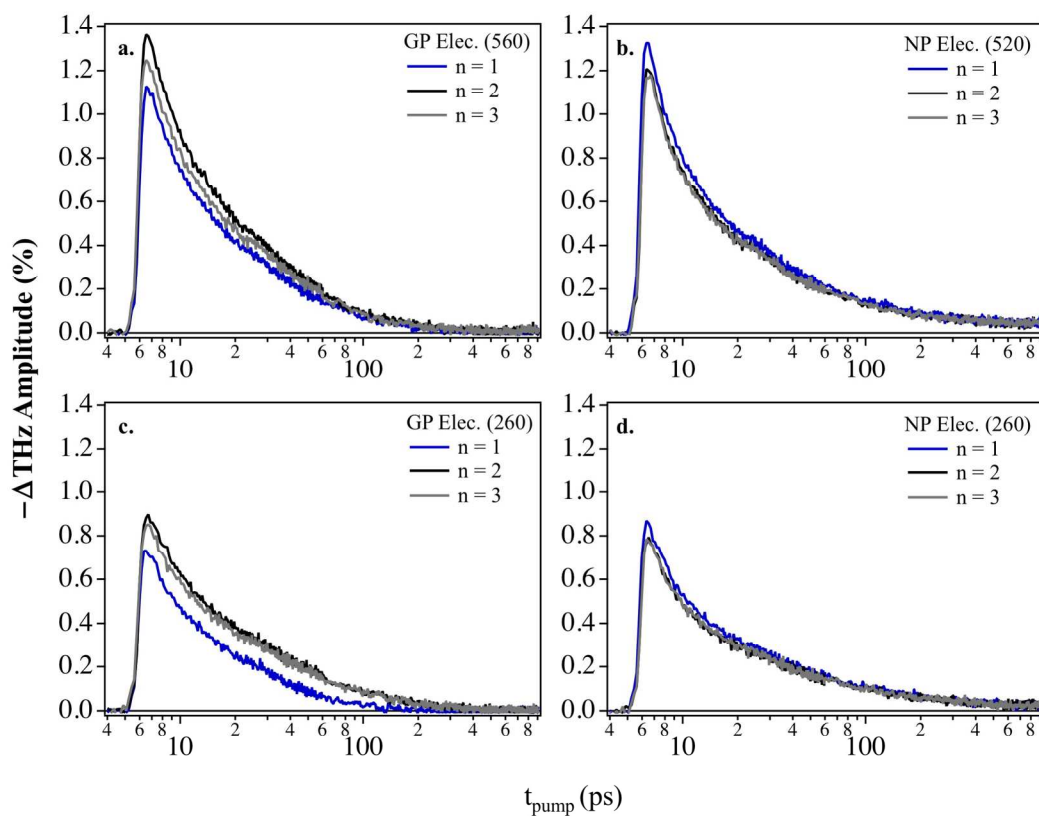 a.
GP Elec. (560)
n = 1
n = 2
n = 3
1.4
1.2
1.0
0.8
0.6
0.4
0.2
0.0
4 6 8 2 4 6 8 2 4 6 8
10 100
b.
NP Elec. (520)
n = 1
n = 2
n = 3
1.4
1.2
1.0
0.8
0.6
0.4
0.2
0.0
4 6 8 2 4 6 8 2 4 6 8
10 100
c.
GP Elec. (260)
n = 1
n = 2
n = 3
1.4
1.2
1.0
0.8
0.6
0.4
0.2
0.0
4 6 8 2 4 6 8 2 4 6 8
10 100
d.
NP Elec. (260)
n = 1
n = 2
n = 3
1.4
1.2
1.0
0.8
0.6
0.4
0.2
0.0
4 6 8 2 4 6 8 2 4 6 8
10 100
−Δ THz Amplitude (%)
t_pump (ps)